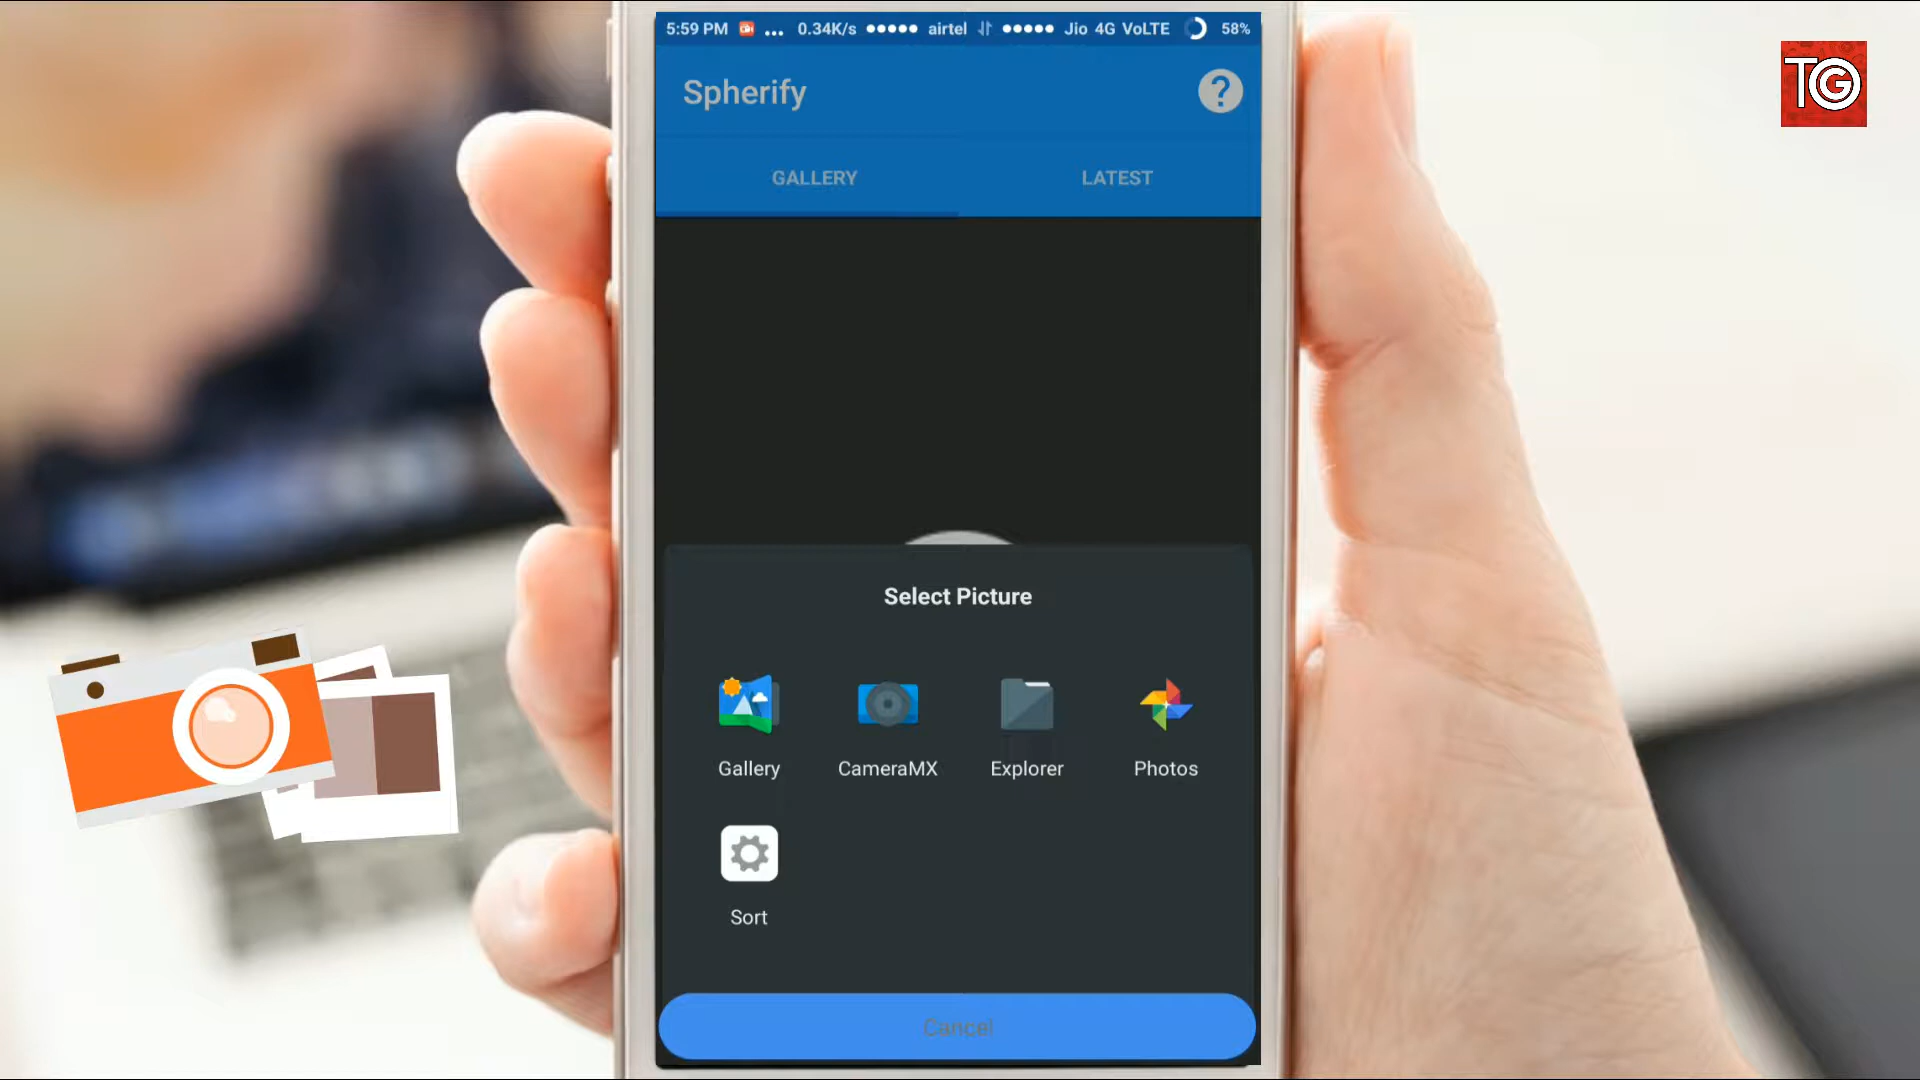 5:59 PM ... 0.34K/s airtel Jio 4G VoLTE 58%
Spherify ?
TG
GALLERY LATEST
Select Picture
Gallery CameraMX Explorer Photos
Sort
Cancel